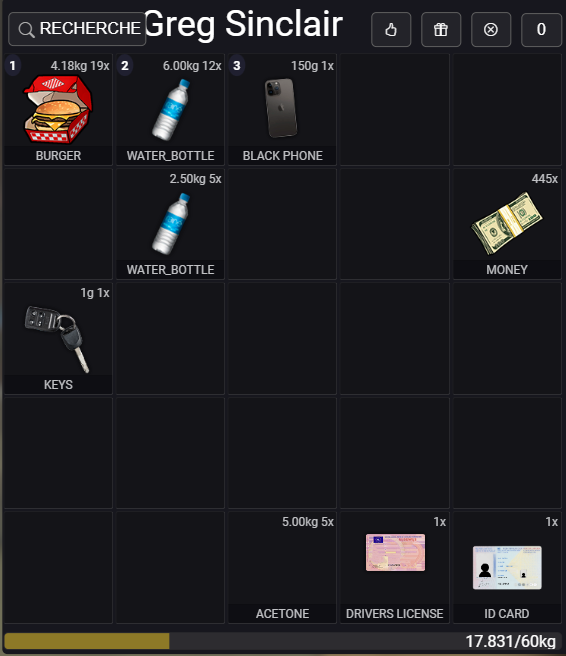 RECHERCHE
Greg Sinclair
0
1
4.18kg 19x
2
6.00kg 12x
3
150g 1x
BURGER
WATER_BOTTLE
BLACK PHONE
2.50kg 5x
445x
WATER_BOTTLE
MONEY
1g 1x
KEYS
5.00kg 5x
1x
1x
ACETONE
DRIVERS LICENSE
ID CARD
17.831/60kg